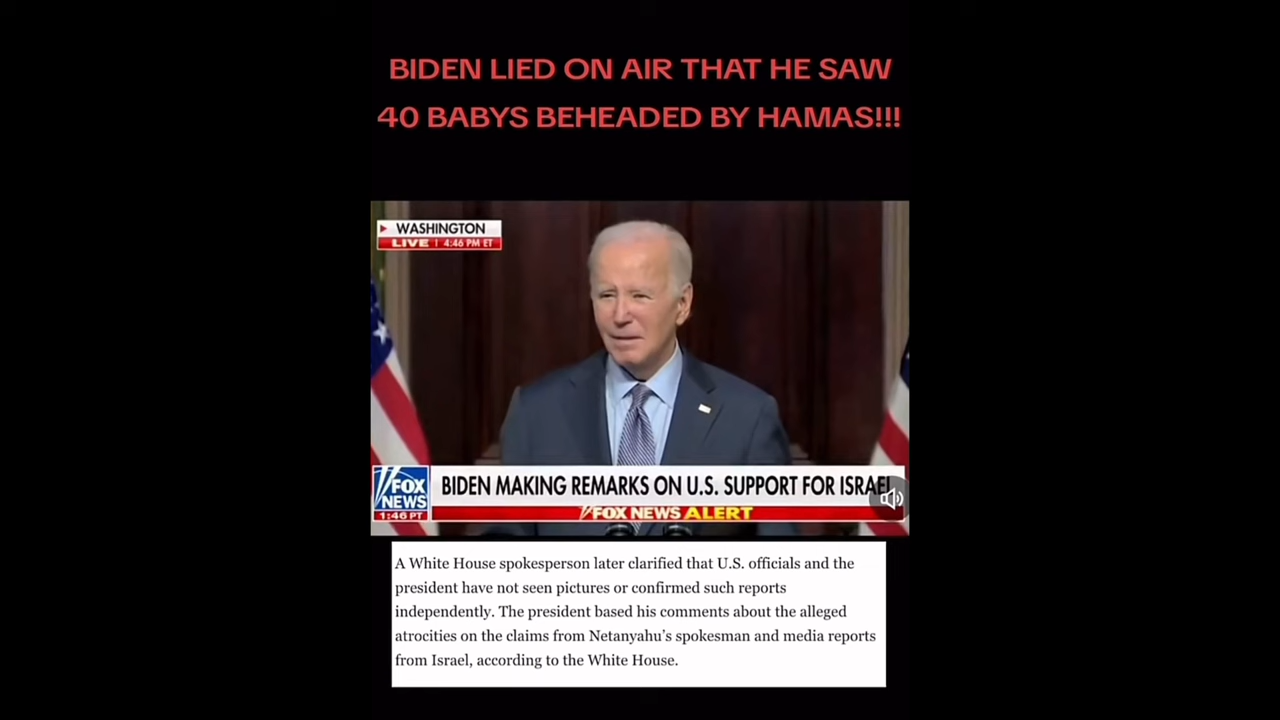 BIDEN LIED ON AIR THAT HE SAW
40 BABYS BEHEADED BY HAMAS!!!
WASHINGTON
LIVE | 4:46 PM ET
FOX
NEWS
1:46 PT
BIDEN MAKING REMARKS ON U.S. SUPPORT FOR ISRAEL
FOX NEWS ALERT
A White House spokesperson later clarified that U.S. officials and the
president have not seen pictures or confirmed such reports
independently. The president based his comments about the alleged
atrocities on the claims from Netanyahu's spokesman and media reports
from Israel, according to the White House.